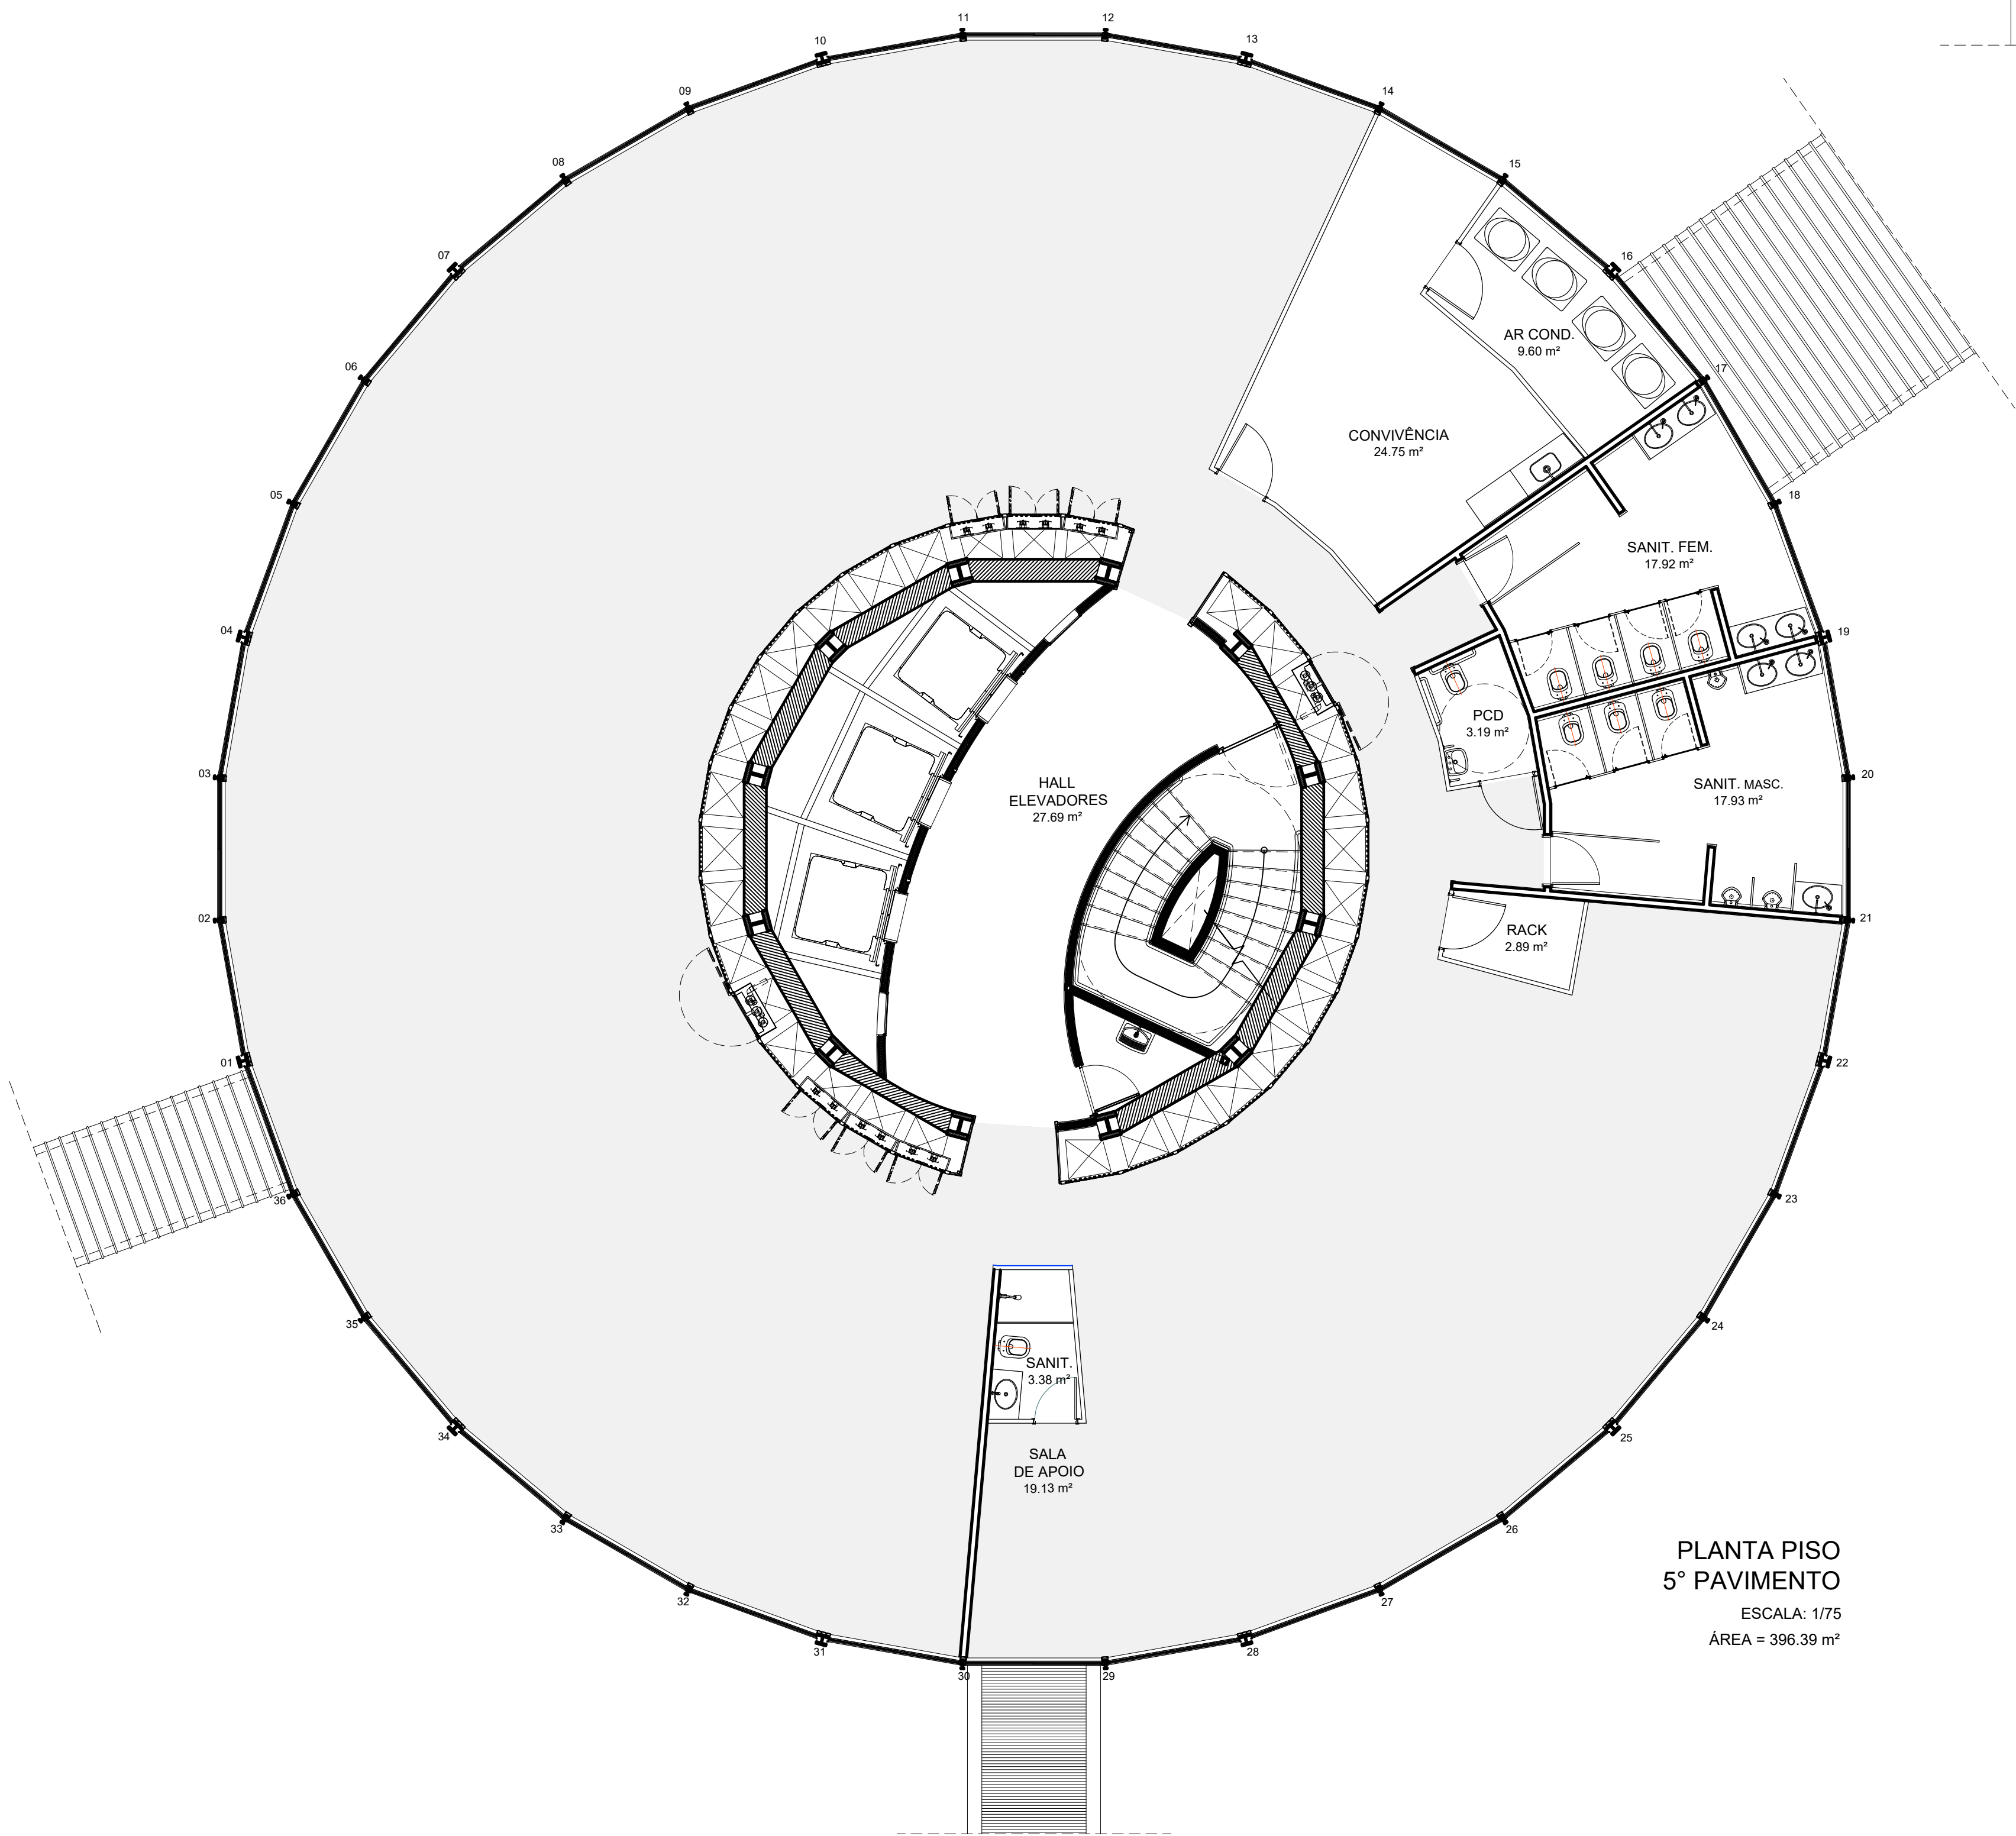 11
12
10
13
09
14
08
15
07
16
06
AR COND.
9.60 m²
17
CONVIVÊNCIA
24.75 m²
05
18
SANIT. FEM.
17.92 m²
04
19
PCD
3.19 m²
03
20
HALL
ELEVADORES
27.69 m²
SANIT. MASC.
17.93 m²
02
21
RACK
2.89 m²
01
22
36
23
35
24
SANIT.
3.38 m²
34
25
SALA
DE APOIO
19.13 m²
33
26
32
27
31
28
30
29
PLANTA PISO
5° PAVIMENTO
ESCALA: 1/75
ÁREA = 396.39 m²